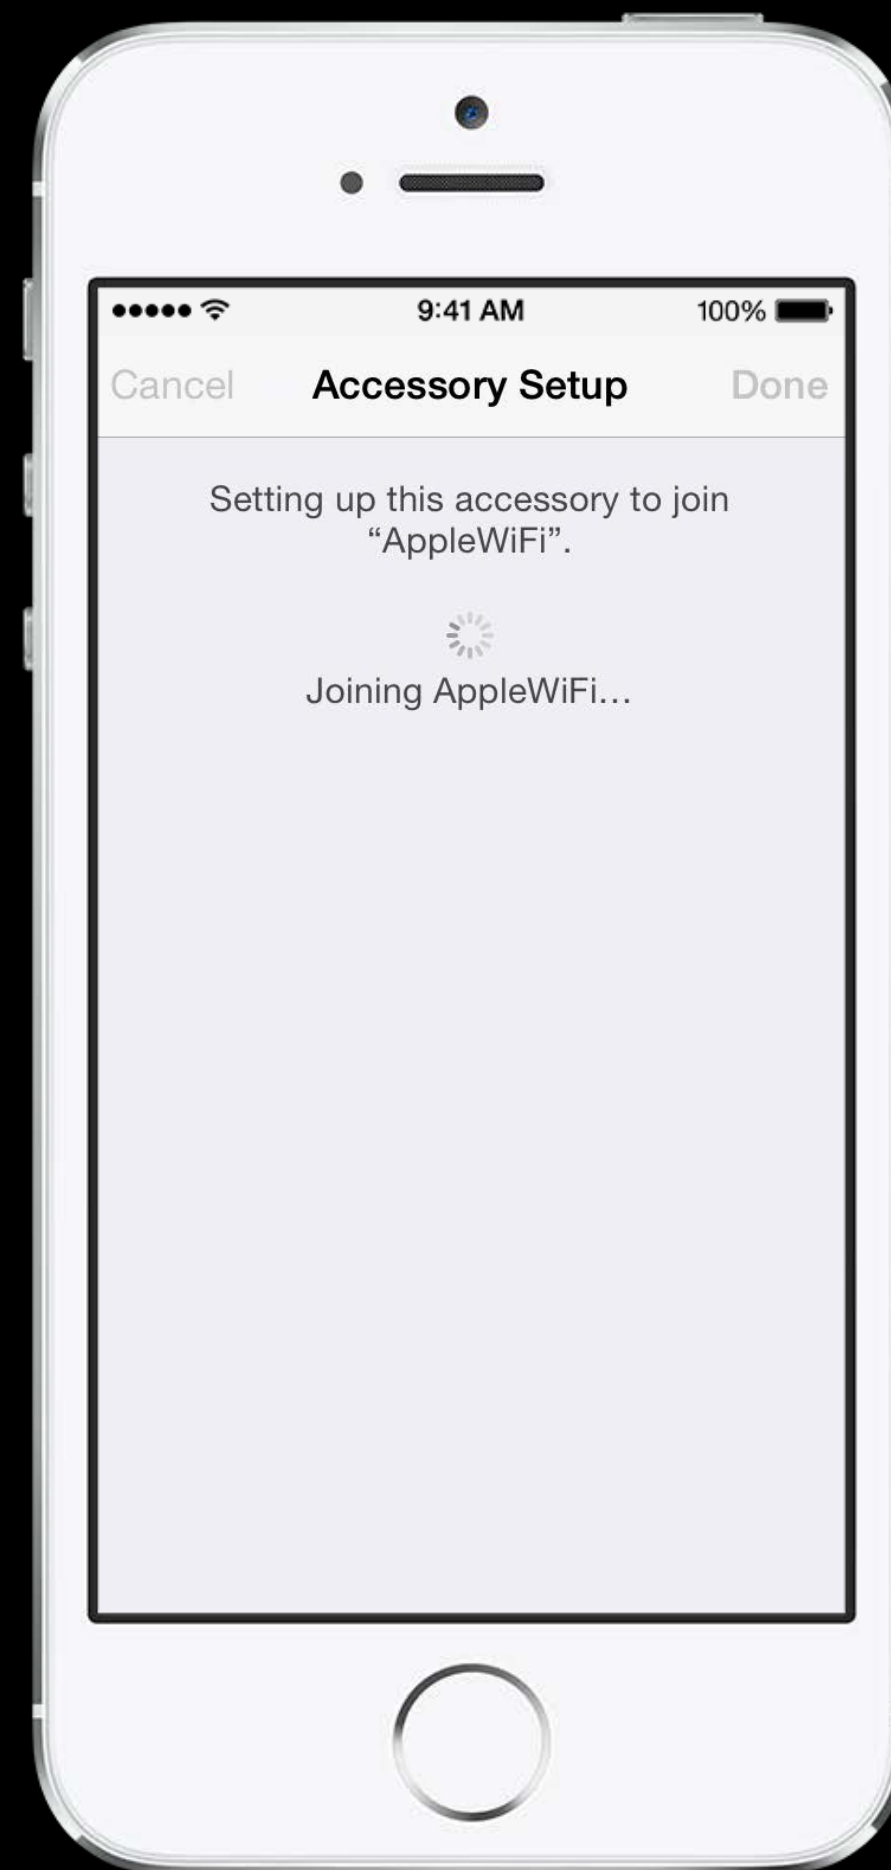 9:41 AM 100%
Cancel Accessory Setup Done
Setting up this accessory to join
“AppleWiFi”.
Joining AppleWiFi...